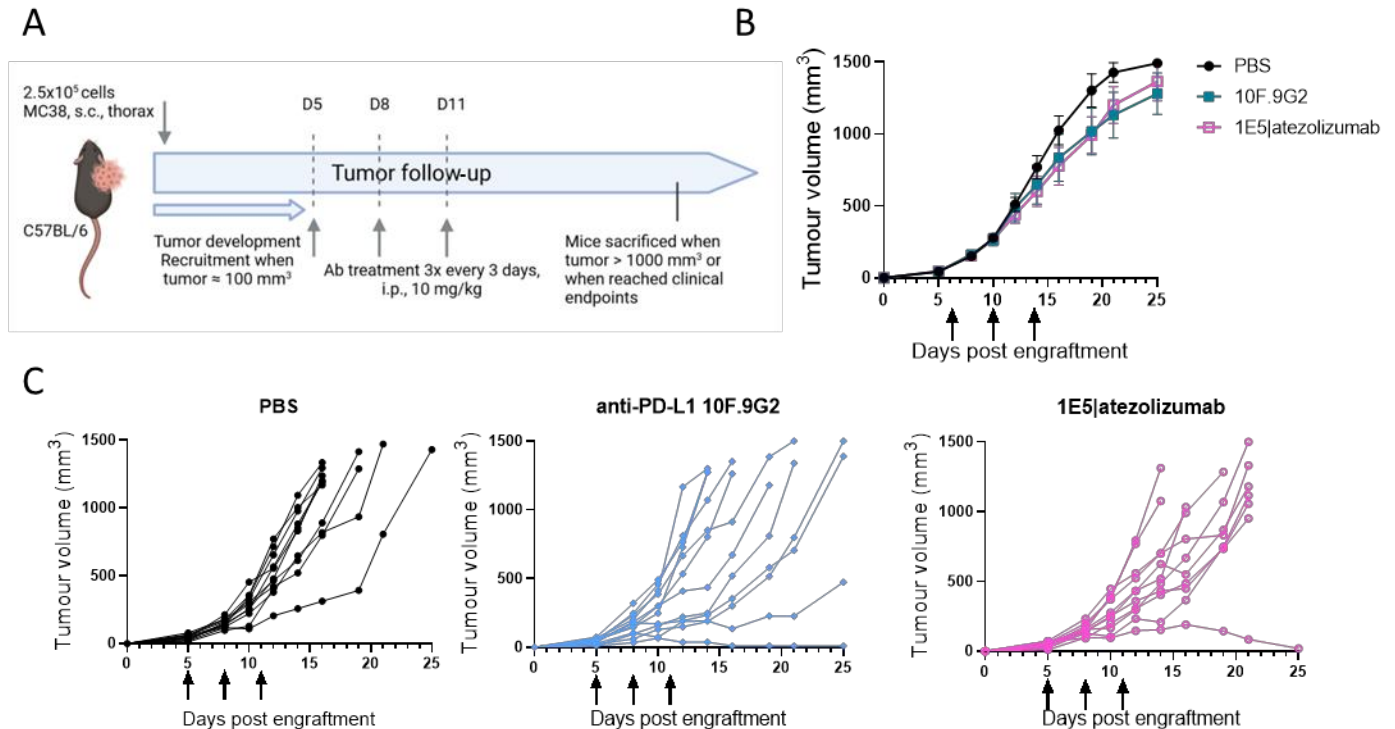 A
2.5x10⁵ cells
MC38, s.c., thorax
D5
D8
D11
Tumor follow-up
C57BL/6
Tumor development
Recruitment when
tumor ≈ 100 mm³
Ab treatment 3x every 3 days,
i.p., 10 mg/kg
Mice sacrificed when
tumor > 1000 mm³ or
when reached clinical
endpoints
B
Tumour volume (mm³)
1500
1000
500
0
0 5 10 15 20 25
Days post engraftment
PBS
10F.9G2
1E5|atezolizumab
C
PBS
Tumour volume (mm³)
1500
1000
500
0
0 5 10 15 20 25
Days post engraftment
anti-PD-L1 10F.9G2
Tumour volume (mm³)
1500
1000
500
0
0 5 10 15 20 25
Days post engraftment
1E5|atezolizumab
Tumour volume (mm³)
1500
1000
500
0
0 5 10 15 20 25
Days post engraftment